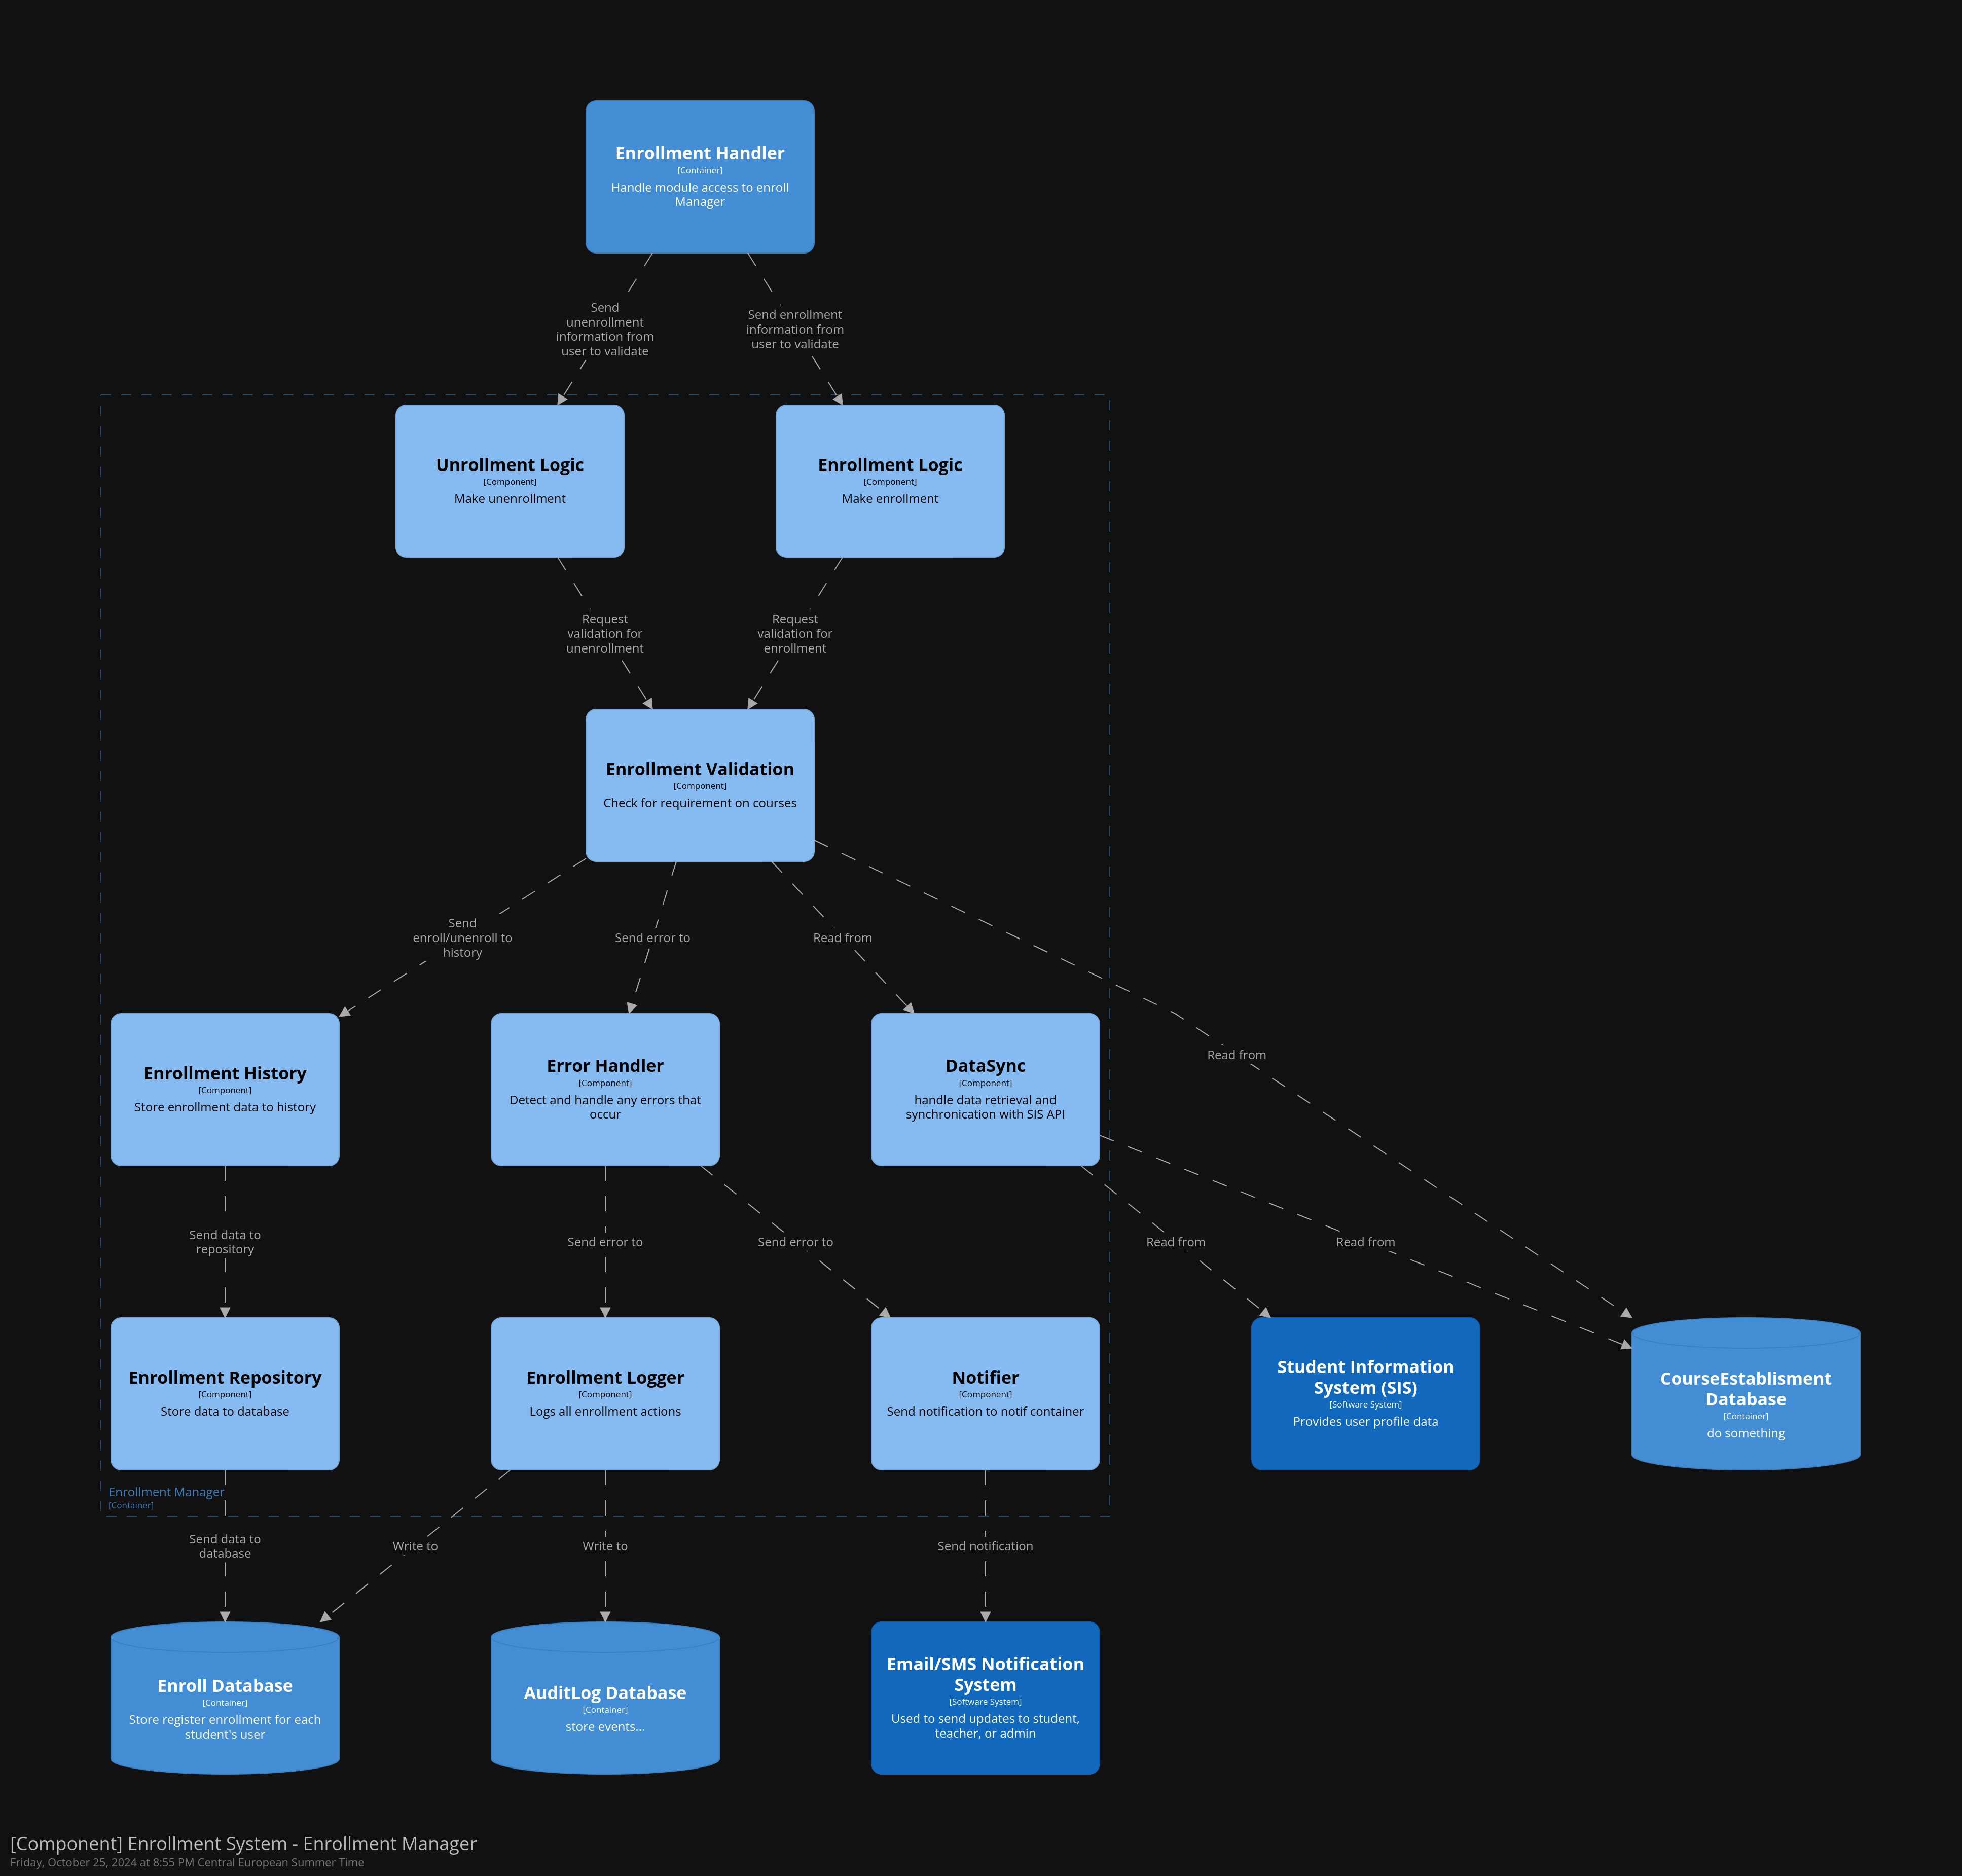 Enrollment Handler
[Container]
Handle module access to enroll
Manager
Send
unenrollment
information from
user to validate
Send enrollment
information from
user to validate
Unrollment Logic
[Component]
Make unenrollment
Enrollment Logic
[Component]
Make enrollment
Request
validation for
unenrollment
Request
validation for
enrollment
Enrollment Validation
[Component]
Check for requirement on courses
Send
enroll/unenroll to
history
Send error to
Read from
Read from
Enrollment History
[Component]
Store enrollment data to history
Error Handler
[Component]
Detect and handle any errors that
occur
DataSync
[Component]
handle data retrieval and
synchronication with SIS API
Send data to
repository
Send error to
Send error to
Read from
Read from
Enrollment Repository
[Component]
Store data to database
Enrollment Logger
[Component]
Logs all enrollment actions
Notifier
[Component]
Send notification to notif container
Student Information
System (SIS)
[Software System]
Provides user profile data
CourseEstablisment
Database
[Container]
do something
Enrollment Manager
[Container]
Send data to
database
Write to
Write to
Send notification
Enroll Database
[Container]
Store register enrollment for each
student's user
AuditLog Database
[Container]
store events...
Email/SMS Notification
System
[Software System]
Used to send updates to student,
teacher, or admin
[Component] Enrollment System - Enrollment Manager
Friday, October 25, 2024 at 8:55 PM Central European Summer Time